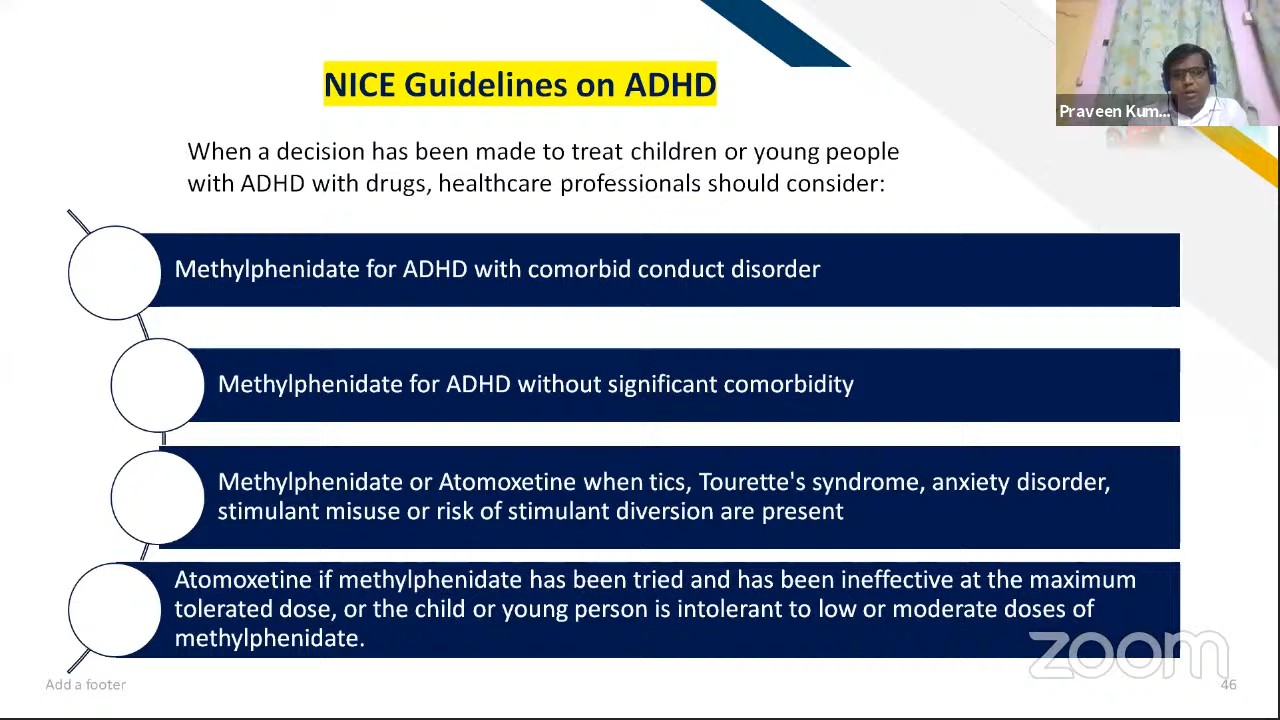 NICE Guidelines on ADHD
Praveen Kum...
When a decision has been made to treat children or young people
with ADHD with drugs, healthcare professionals should consider:
Methylphenidate for ADHD with comorbid conduct disorder
Methylphenidate for ADHD without significant comorbidity
Methylphenidate or Atomoxetine when tics, Tourette's syndrome, anxiety disorder,
stimulant misuse or risk of stimulant diversion are present
Atomoxetine if methylphenidate has been tried and has been ineffective at the maximum
tolerated dose, or the child or young person is intolerant to low or moderate doses of
methylphenidate.
zoom
Add a footer
46